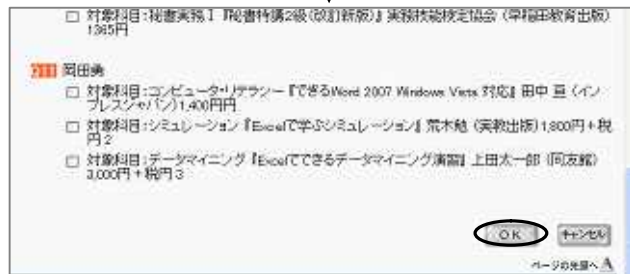 □ 対象科目:秘書実務Ⅰ 『秘書特講2級(改訂新版)』 実務技能検定協会 (早稲田教育出版)
1365円
岡田勇
□ 対象科目:コンピュータ・リテラシー 『できるWord 2007 Windows Vista 対応』 田中 亘 (イン
プレスジャパン)1,400円円
□ 対象科目:シミュレーション 『Excelで学ぶシミュレーション』 荒木勉 (実教出版)1,800円+税
円 2
□ 対象科目:データマイニング 『Excelでできるデータマイニング演習』 上田太一郎 (同友館)
3,000円+税円 3
OK キャンセル
ページの先頭へ